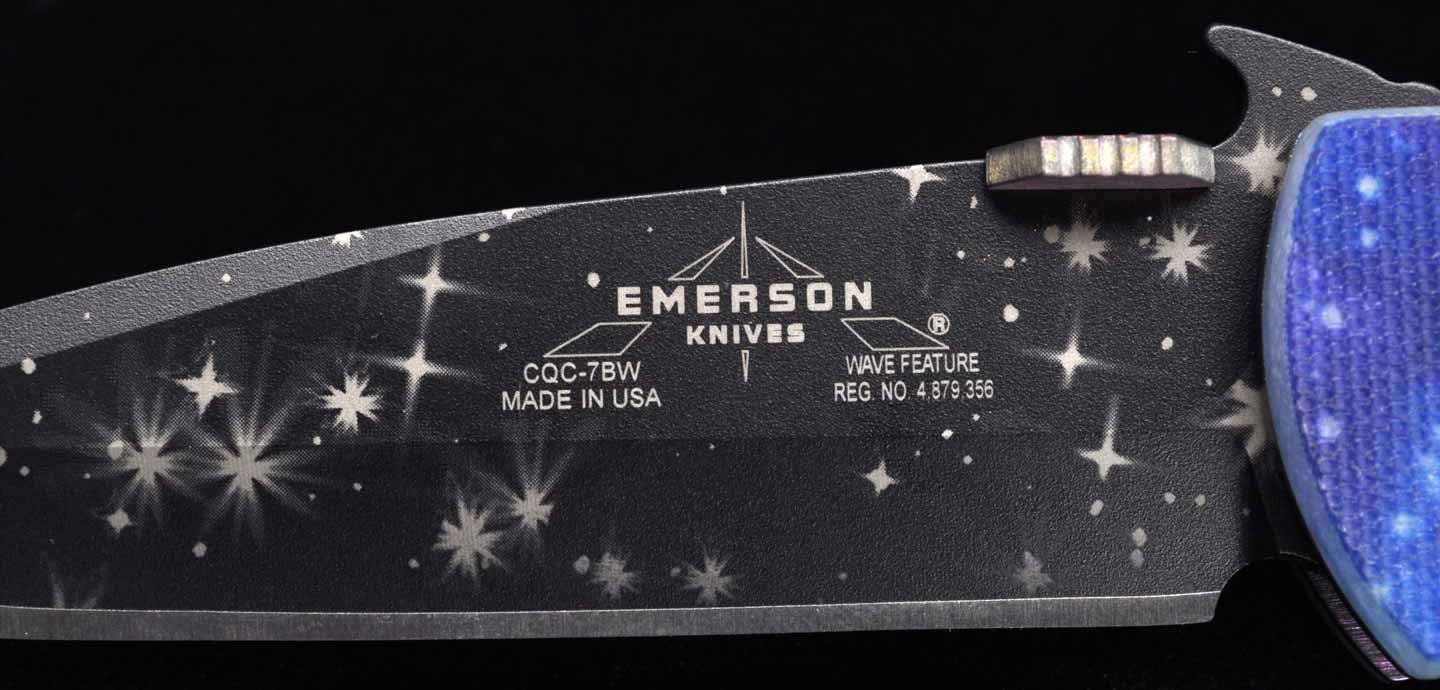 EMERSON
KNIVES
®
CQC-7BW
MADE IN USA
WAVE FEATURE
REG. NO. 4,879,356